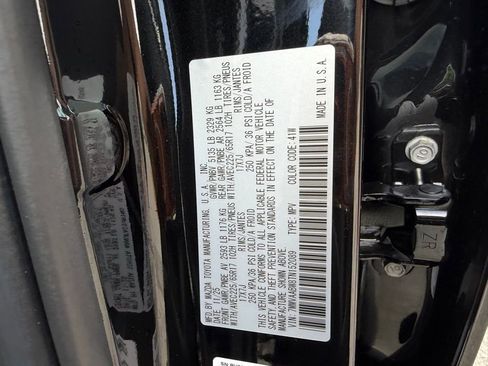 MFD. BY MAZDA TOYOTA MANUFACTURING, U.S.A., INC.
DATE: 11/25 GVWR/PNBV 5135 LB 2329 KG
FRONT GAWR/PNBE AV 2593 LB 1176 KG REAR GAWR/PNBE AR 2564 LB 1163 KG
WITH/AVEC225/65R17 102H TIRES/PNEUS WITH/AVEC225/65R17 102H TIRES/PNEUS
17X7J RIMS/JANTES 17X7J RIMS/JANTES
250 KPA/36 PSI COLD/A FROID 250 KPA/ 36 PSI COLD/A FROID
THIS VEHICLE CONFORMS TO ALL APPLICABLE FEDERAL MOTOR VEHICLE
SAFETY AND THEFT PREVENTION STANDARDS IN EFFECT ON THE DATE OF
MANUFACTURE SHOWN ABOVE.
TYPE: MPV COLOR CODE: 41W
MADE IN U.S.A.
ZR